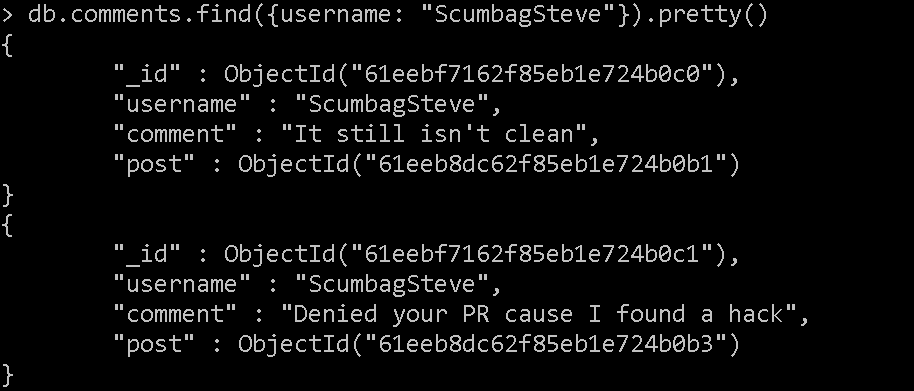 > db.comments.find({username: "ScumbagSteve"}).pretty()
{
        "_id" : ObjectId("61eebf7162f85eb1e724b0c0"),
        "username" : "ScumbagSteve",
        "comment" : "It still isn't clean",
        "post" : ObjectId("61eeb8dc62f85eb1e724b0b1")
}
{
        "_id" : ObjectId("61eebf7162f85eb1e724b0c1"),
        "username" : "ScumbagSteve",
        "comment" : "Denied your PR cause I found a hack",
        "post" : ObjectId("61eeb8dc62f85eb1e724b0b3")
}